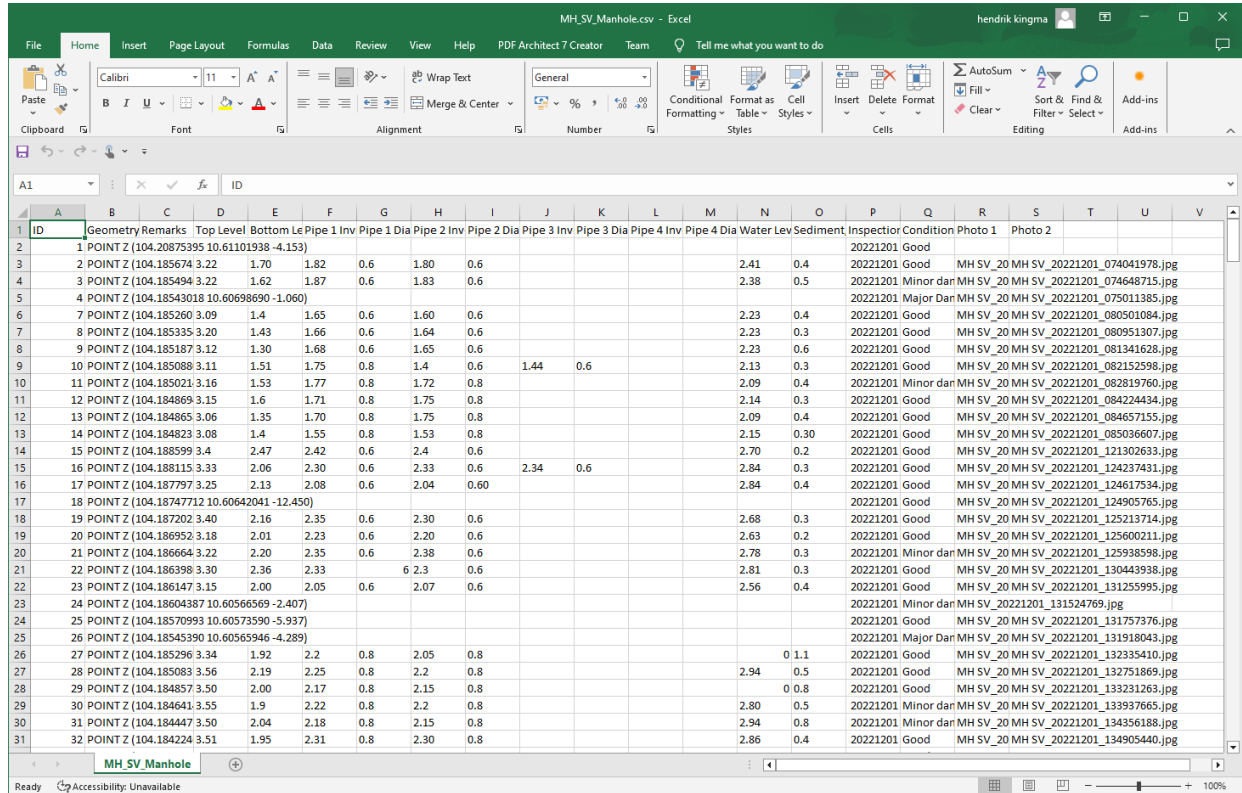 MH_SV_Manhole.csv - Excel
hendrik kingma
File Home Insert Page Layout Formulas Data Review View Help PDF Architect 7 Creator Team Tell me what you want to do
Paste
Calibri 11
Wrap Text
General
B I U
Merge & Center
Conditional Formatting
Format as Table
Cell Styles
Insert Delete Format
AutoSum
Fill
Clear
Sort & Filter
Find & Select
Add-ins
Clipboard Font Alignment Number Styles Cells Editing Add-ins
A1 fx ID
A B C D E F G H I J K L M N O P Q R S T U V
1 ID Geometry Remarks Top Level Bottom Le Pipe 1 Inv Pipe 1 Dia Pipe 2 Inv Pipe 2 Dia Pipe 3 Inv Pipe 3 Dia Pipe 4 Inv Pipe 4 Dia Water Lev Sediment Inspection Condition Photo 1 Photo 2
2 1 POINT Z (104.20875395 10.61101938 -4.153) 20221201 Good
3 2 POINT Z (104.185674 3.22 1.70 1.82 0.6 1.80 0.6 2.41 0.4 20221201 Good MH SV_20 MH SV_20221201_074041978.jpg
4 3 POINT Z (104.185494 3.22 1.62 1.87 0.6 1.83 0.6 2.38 0.5 20221201 Minor dan MH SV_20 MH SV_20221201_074648715.jpg
5 4 POINT Z (104.18543018 10.60698690 -1.060) 20221201 Major Dan MH SV_20 MH SV_20221201_075011385.jpg
6 7 POINT Z (104.185260 3.09 1.4 1.65 0.6 1.60 0.6 2.23 0.4 20221201 Good MH SV_20 MH SV_20221201_080501084.jpg
7 8 POINT Z (104.185335 3.20 1.43 1.66 0.6 1.64 0.6 2.23 0.3 20221201 Good MH SV_20 MH SV_20221201_080951307.jpg
8 9 POINT Z (104.185187 3.12 1.30 1.68 0.6 1.65 0.6 2.23 0.6 20221201 Good MH SV_20 MH SV_20221201_081341628.jpg
9 10 POINT Z (104.185088 3.11 1.51 1.75 0.8 1.4 0.6 1.44 0.6 2.13 0.3 20221201 Good MH SV_20 MH SV_20221201_082152598.jpg
10 11 POINT Z (104.185021 3.16 1.53 1.77 0.8 1.72 0.8 2.09 0.4 20221201 Minor dan MH SV_20 MH SV_20221201_082819760.jpg
11 12 POINT Z (104.184869 3.15 1.6 1.71 0.8 1.75 0.8 2.14 0.3 20221201 Good MH SV_20 MH SV_20221201_084224434.jpg
12 13 POINT Z (104.184865 3.06 1.35 1.70 0.8 1.75 0.8 2.09 0.4 20221201 Good MH SV_20 MH SV_20221201_084657155.jpg
13 14 POINT Z (104.184823 3.08 1.4 1.55 0.8 1.53 0.8 2.15 0.30 20221201 Good MH SV_20 MH SV_20221201_085036607.jpg
14 15 POINT Z (104.188599 3.4 2.47 2.42 0.6 2.4 0.6 2.70 0.2 20221201 Good MH SV_20 MH SV_20221201_121302633.jpg
15 16 POINT Z (104.188115 3.33 2.06 2.30 0.6 2.33 0.6 2.34 0.6 2.84 0.3 20221201 Good MH SV_20 MH SV_20221201_124237431.jpg
16 17 POINT Z (104.187797 3.25 2.13 2.08 0.6 2.04 0.60 2.84 0.4 20221201 Good MH SV_20 MH SV_20221201_124617534.jpg
17 18 POINT Z (104.18747712 10.60642041 -12.450) 20221201 Good MH SV_20 MH SV_20221201_124905765.jpg
18 19 POINT Z (104.187202 3.40 2.16 2.35 0.6 2.30 0.6 2.68 0.3 20221201 Good MH SV_20 MH SV_20221201_125213714.jpg
19 20 POINT Z (104.186952 3.18 2.01 2.23 0.6 2.20 0.6 2.63 0.2 20221201 Good MH SV_20 MH SV_20221201_125600211.jpg
20 21 POINT Z (104.186664 3.22 2.20 2.35 0.6 2.38 0.6 2.78 0.3 20221201 Minor dan MH SV_20 MH SV_20221201_125938598.jpg
21 22 POINT Z (104.186398 3.30 2.36 2.33 6 2.3 0.6 2.81 0.3 20221201 Good MH SV_20 MH SV_20221201_130443938.jpg
22 23 POINT Z (104.186147 3.15 2.00 2.05 0.6 2.07 0.6 2.56 0.4 20221201 Good MH SV_20 MH SV_20221201_131255995.jpg
23 24 POINT Z (104.18604387 10.60566569 -2.407) 20221201 Minor dan MH SV_20221201_131524769.jpg
24 25 POINT Z (104.18570993 10.60573590 -5.937) 20221201 Good MH SV_20 MH SV_20221201_131757376.jpg
25 26 POINT Z (104.18545390 10.60565946 -4.289) 20221201 Major Dan MH SV_20 MH SV_20221201_131918043.jpg
26 27 POINT Z (104.185296 3.34 1.92 2.2 0.8 2.05 0.8 0 1.1 20221201 Good MH SV_20 MH SV_20221201_132335410.jpg
27 28 POINT Z (104.185083 3.56 2.19 2.25 0.8 2.2 0.8 2.94 0.5 20221201 Good MH SV_20 MH SV_20221201_132751869.jpg
28 29 POINT Z (104.184857 3.50 2.00 2.17 0.8 2.15 0.8 0 0.8 20221201 Good MH SV_20 MH SV_20221201_133231263.jpg
29 30 POINT Z (104.184641 3.55 1.9 2.22 0.8 2.2 0.8 2.80 0.5 20221201 Minor dan MH SV_20 MH SV_20221201_133937665.jpg
30 31 POINT Z (104.184447 3.50 2.04 2.18 0.8 2.15 0.8 2.94 0.8 20221201 Minor dan MH SV_20 MH SV_20221201_134356188.jpg
31 32 POINT Z (104.184224 3.51 1.95 2.31 0.8 2.30 0.8 2.86 0.4 20221201 Good MH SV_20 MH SV_20221201_134905440.jpg
MH_SV_Manhole
Ready Accessibility: Unavailable 100%